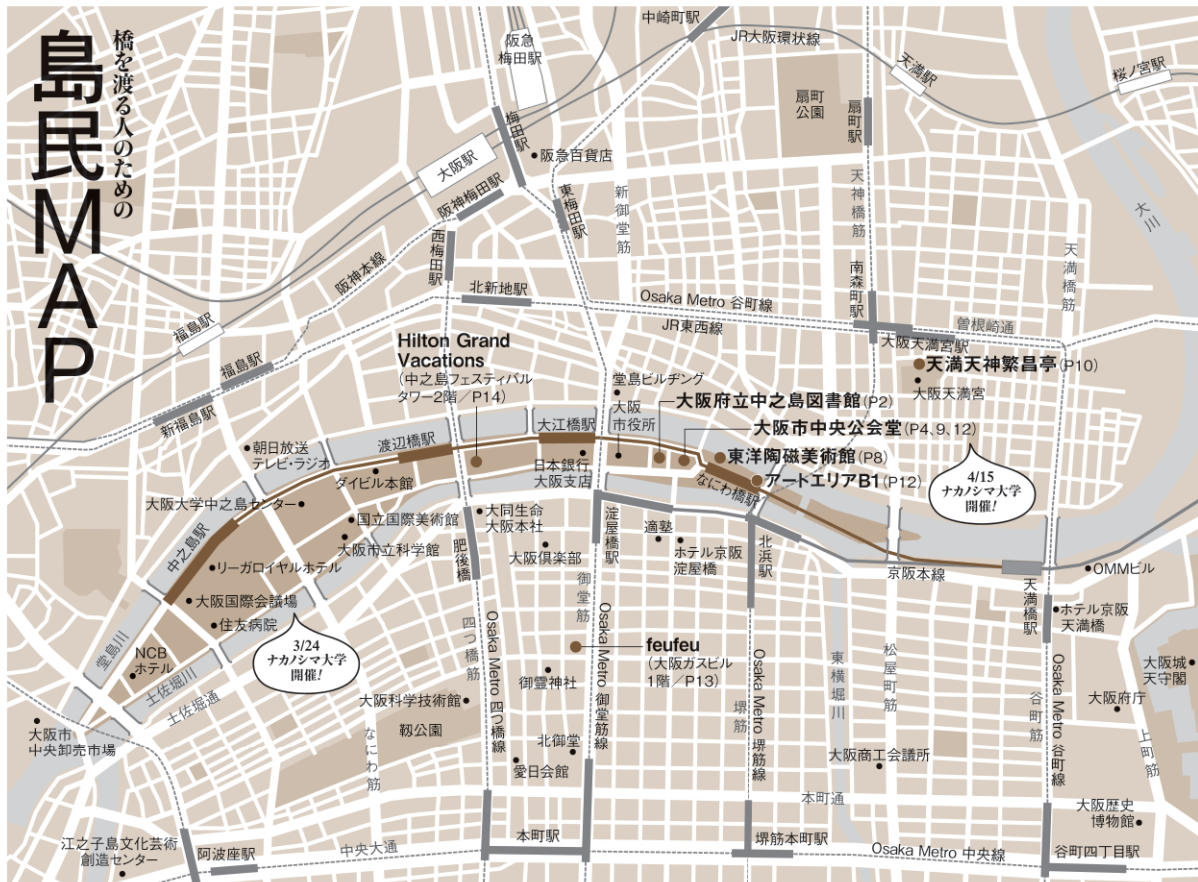 橋を渡る人のための
島民MAP
阪急
梅田駅
中崎町駅
JR大阪環状線
天満駅
桜ノ宮駅
扇町
公園
扇町駅
梅田駅
大阪駅
阪急百貨店
阪神梅田駅
東梅田駅
新御堂筋
天神橋筋
大川
天満橋筋
西梅田駅
阪神本線
北新地駅
南森町駅
Osaka Metro 谷町線
JR東西線
曽根崎通
大阪天満宮駅
福島駅
福島駅
新福島駅
Hilton Grand
Vacations
(中之島フェスティバル
タワー2階/P14)
天満天神繁昌亭(P10)
大阪天満宮
堂島ビルヂング
大阪
市役所
大阪府立中之島図書館(P2)
大阪市中央公会堂(P4、9、12)
東洋陶磁美術館(P8)
アートエリアB1(P12)
なにわ橋駅
4/15
ナカノシマ大学
開催!
朝日放送
テレビ・ラジオ
渡辺橋駅
大江橋駅
日本銀行
大阪支店
ダイビル本館
大阪大学中之島センター
国立国際美術館
大阪市立科学館
中之島駅
リーガロイヤルホテル
大阪国際会議場
住友病院
大同生命
大阪本社
肥後橋
大阪倶楽部
淀屋橋駅
適塾
ホテル京阪
淀屋橋
北浜駅
京阪本線
天満橋駅
OMMビル
ホテル京阪
天満橋
堂島川
NCB
ホテル
3/24
ナカノシマ大学
開催!
土佐堀川
土佐堀通
四つ橋筋
Osaka Metro 四つ橋線
御堂筋
Osaka Metro 御堂筋線
feufeu
(大阪ガスビル
1階/P13)
御霊神社
堺筋
Osaka Metro 堺筋線
東横堀川
松屋町筋
谷町筋
Osaka Metro 谷町線
大阪城
天守閣
大阪府庁
上町筋
大阪市
中央卸売市場
大阪科学技術館
靱公園
なにわ筋
北御堂
愛日会館
大阪商工会議所
本町通
大阪歴史
博物館
江之子島文化芸術
創造センター
阿波座駅
中央大通
本町駅
堺筋本町駅
Osaka Metro 中央線
谷町四丁目駅